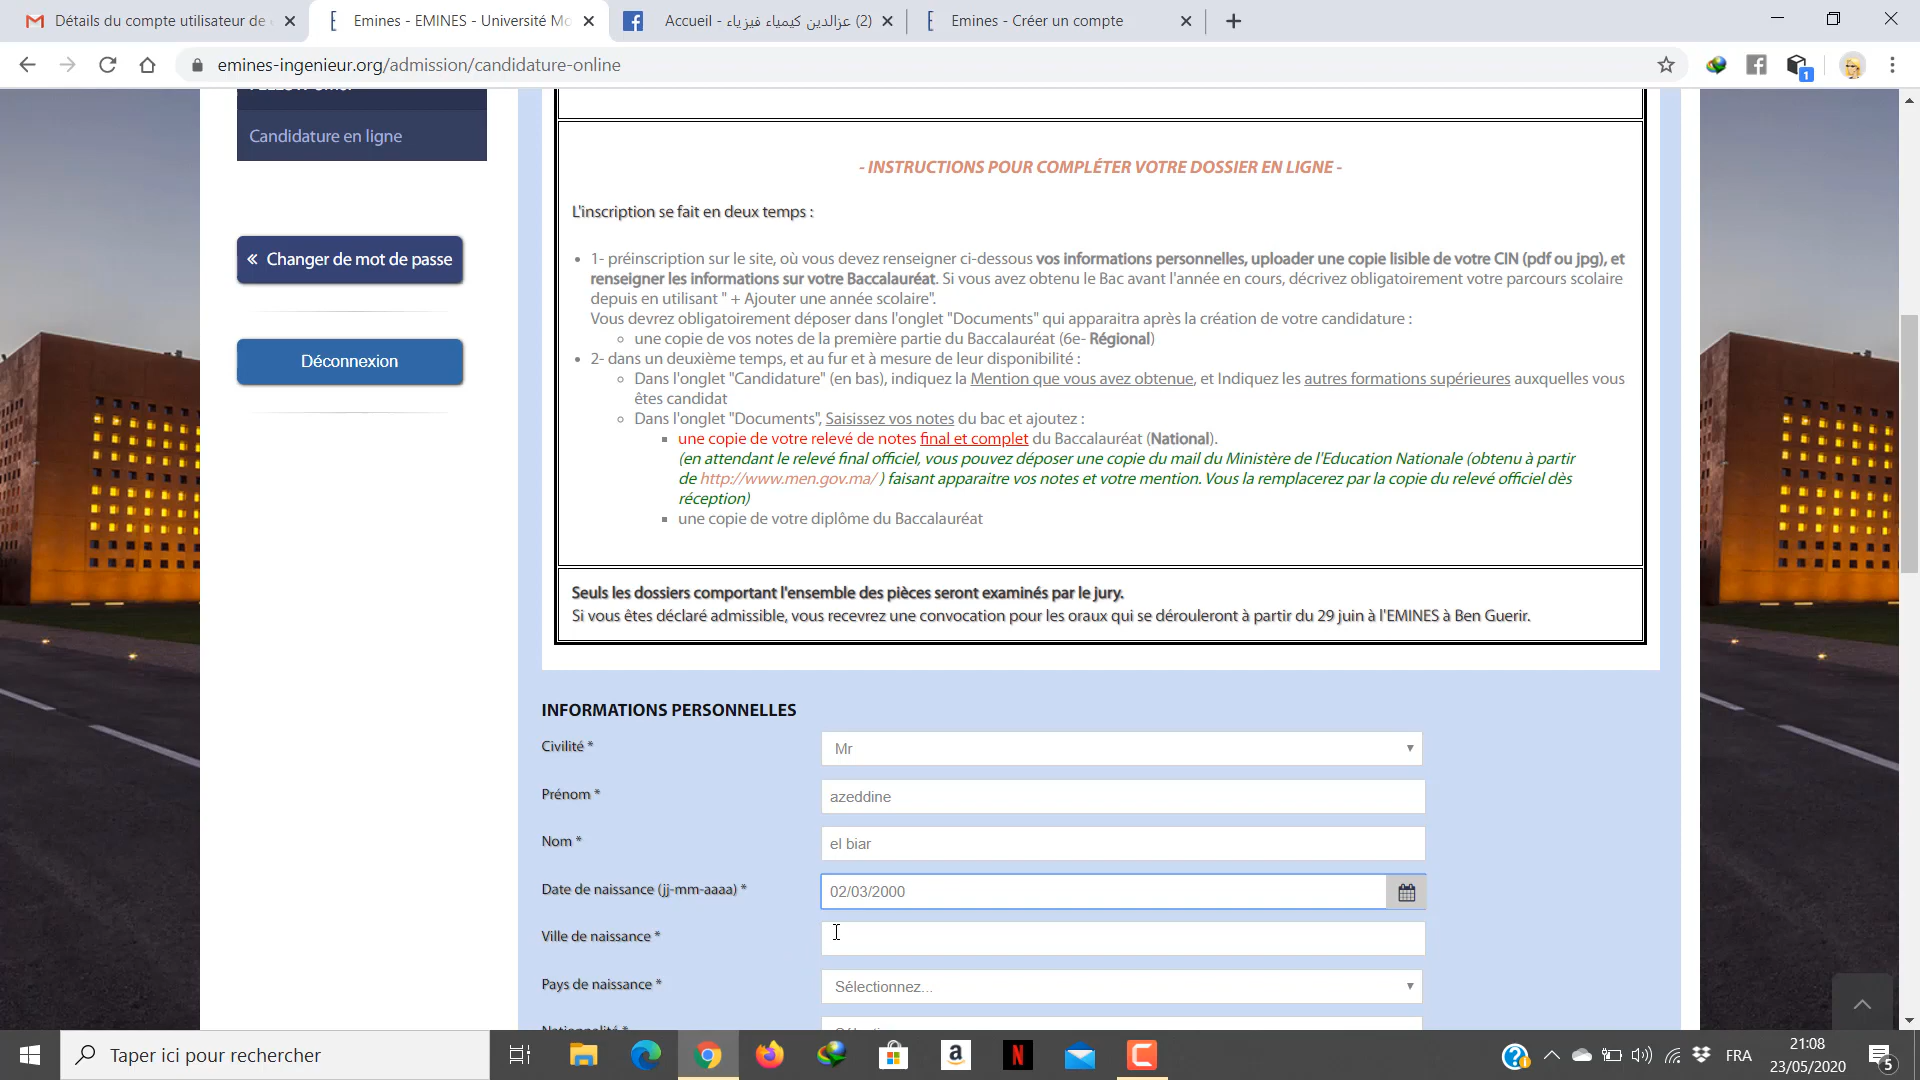 Détails du compte utilisateur de
Emines - EMINES - Université Mo
(2) عزالدين كيمياء فيزياء - Accueil
Emines - Créer un compte
emines-ingenieur.org/admission/candidature-online
1
Candidature en ligne
« Changer de mot de passe
Déconnexion
- INSTRUCTIONS POUR COMPLÉTER VOTRE DOSSIER EN LIGNE -
L'inscription se fait en deux temps :
1- préinscription sur le site, où vous devez renseigner ci-dessous vos informations personnelles, uploader une copie lisible de votre CIN (pdf ou jpg), et
renseigner les informations sur votre Baccalauréat. Si vous avez obtenu le Bac avant l'année en cours, décrivez obligatoirement votre parcours scolaire
depuis en utilisant " + Ajouter une année scolaire".
Vous devrez obligatoirement déposer dans l'onglet "Documents" qui apparaitra après la création de votre candidature :
une copie de vos notes de la première partie du Baccalauréat (6e- Régional)
2- dans un deuxième temps, et au fur et à mesure de leur disponibilité :
Dans l'onglet "Candidature" (en bas), indiquez la Mention que vous avez obtenue, et Indiquez les autres formations supérieures auxquelles vous
êtes candidat
Dans l'onglet "Documents", Saisissez vos notes du bac et ajoutez :
une copie de votre relevé de notes final et complet du Baccalauréat (National).
(en attendant le relevé final officiel, vous pouvez déposer une copie du mail du Ministère de l'Education Nationale (obtenu à partir
de http://www.men.gov.ma/ ) faisant apparaitre vos notes et votre mention. Vous la remplacerez par la copie du relevé officiel dès
réception)
une copie de votre diplôme du Baccalauréat
Seuls les dossiers comportant l'ensemble des pièces seront examinés par le jury.
Si vous êtes déclaré admissible, vous recevrez une convocation pour les oraux qui se dérouleront à partir du 29 juin à l'EMINES à Ben Guerir.
INFORMATIONS PERSONNELLES
Civilité *
Mr
Prénom *
azeddine
Nom *
el biar
Date de naissance (jj-mm-aaaa) *
02/03/2000
Ville de naissance *
Pays de naissance *
Sélectionnez...
Nationalité *
Taper ici pour rechercher
FRA
21:08
23/05/2020
5